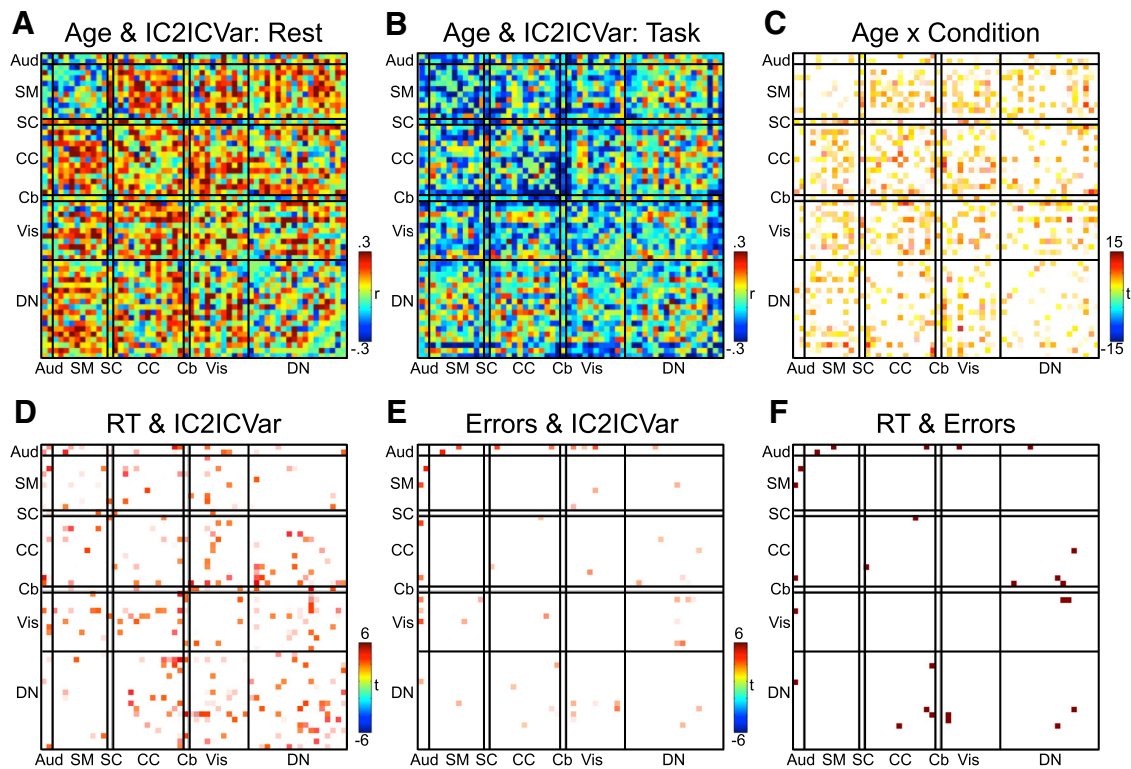 A Age & IC2ICVar: Rest
Aud
SM
SC
CC
Cb
Vis
DN
.3
r
-.3
Aud SM SC CC Cb Vis DN
B Age & IC2ICVar: Task
Aud
SM
SC
CC
Cb
Vis
DN
.3
r
-.3
Aud SM SC CC Cb Vis DN
C Age x Condition
Aud
SM
SC
CC
Cb
Vis
DN
15
t
-15
Aud SM SC CC Cb Vis DN
D RT & IC2ICVar
Aud
SM
SC
CC
Cb
Vis
DN
6
t
-6
Aud SM SC CC Cb Vis DN
E Errors & IC2ICVar
Aud
SM
SC
CC
Cb
Vis
DN
6
t
-6
Aud SM SC CC Cb Vis DN
F RT & Errors
Aud
SM
SC
CC
Cb
Vis
DN
Aud SM SC CC Cb Vis DN